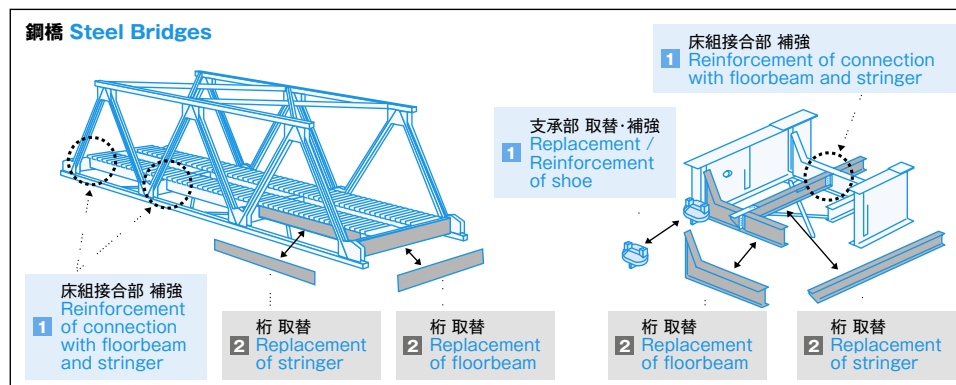 鋼橋 Steel Bridges
床組接合部 補強
1 Reinforcement of connection
with floorbeam and stringer
支承部 取替・補強
1 Replacement /
Reinforcement
of shoe
床組接合部 補強
1 Reinforcement
of connection
with floorbeam
and stringer
桁 取替
2 Replacement
of stringer
桁 取替
2 Replacement
of floorbeam
桁 取替
2 Replacement
of floorbeam
桁 取替
2 Replacement
of stringer